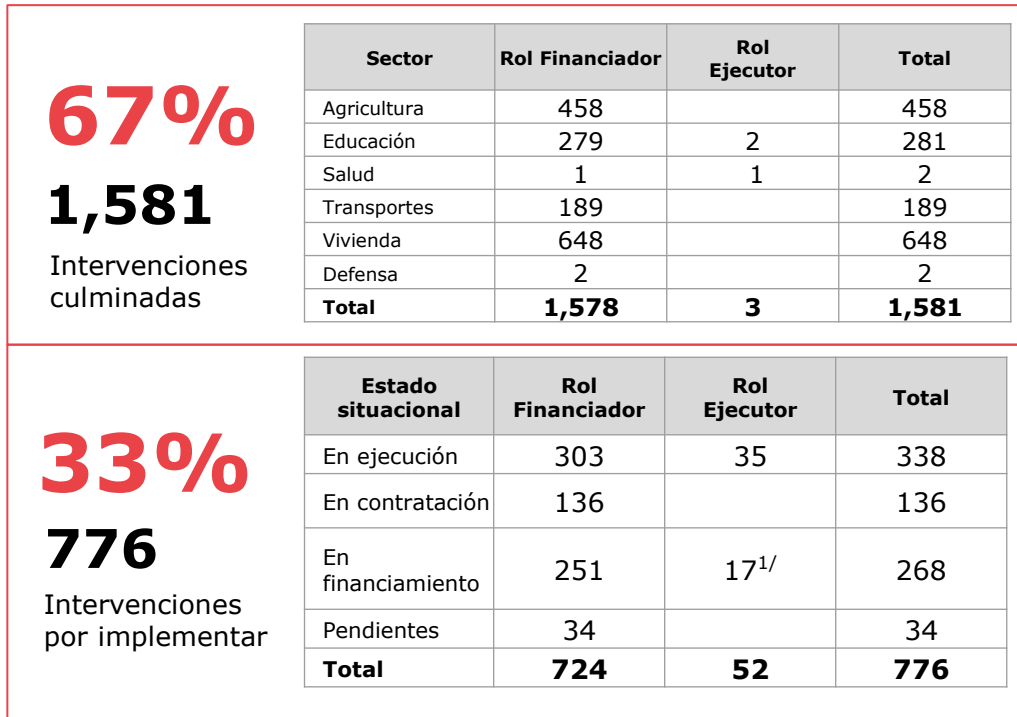 67%
1,581
Intervenciones
culminadas
Sector Rol Financiador Rol Ejecutor Total
Agricultura 458 458
Educación 279 2 281
Salud 1 1 2
Transportes 189 189
Vivienda 648 648
Defensa 2 2
Total 1,578 3 1,581
33%
776
Intervenciones
por implementar
Estado situacional Rol Financiador Rol Ejecutor Total
En ejecución 303 35 338
En contratación 136 136
En financiamiento 251 17 1/ 268
Pendientes 34 34
Total 724 52 776